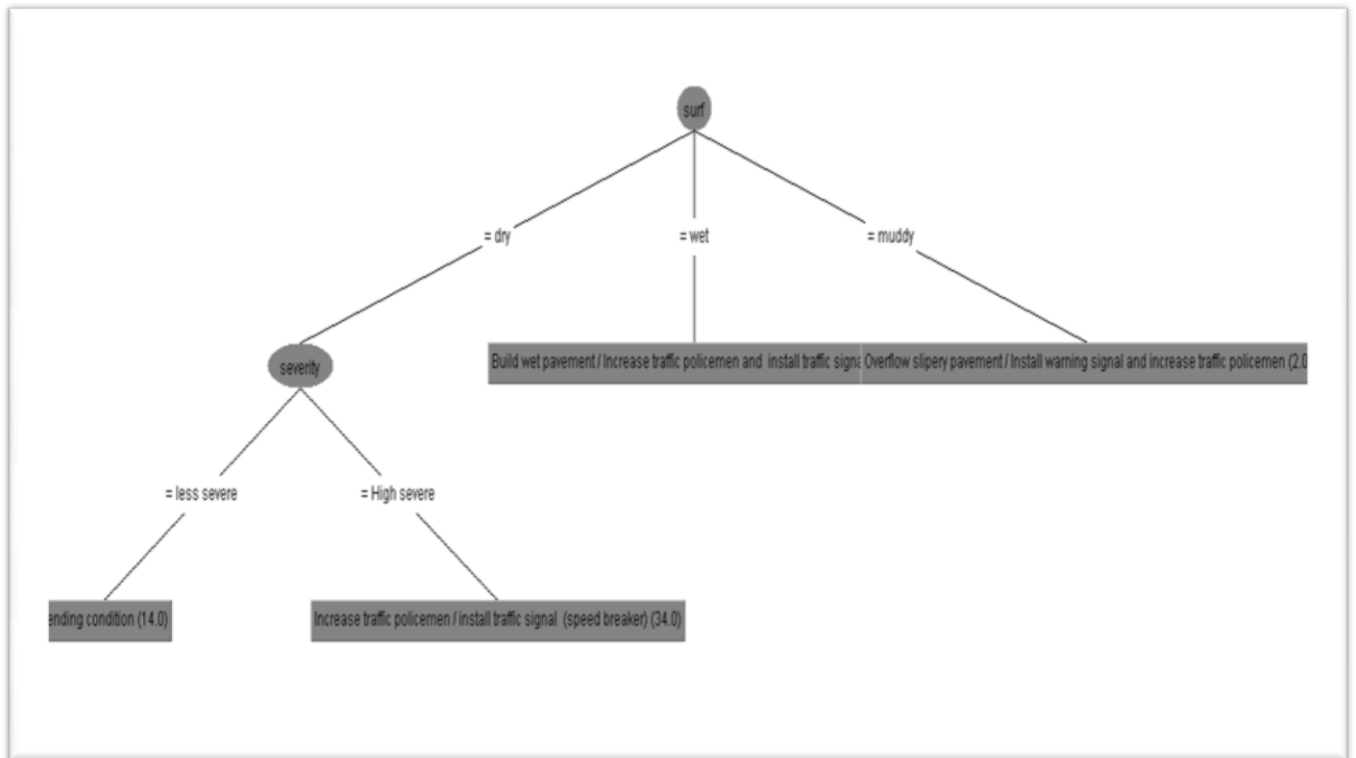 surf
= dry
= wet
= muddy
severity
Build wet pavement / Increase traffic policemen and install traffic
Overflow slipery pavement / Install warning signal and increase traffic policemen (2.0
= less severe
= High severe
condition (14.0)
Increase traffic policemen / install traffic signal (speed breaker) (34.0)